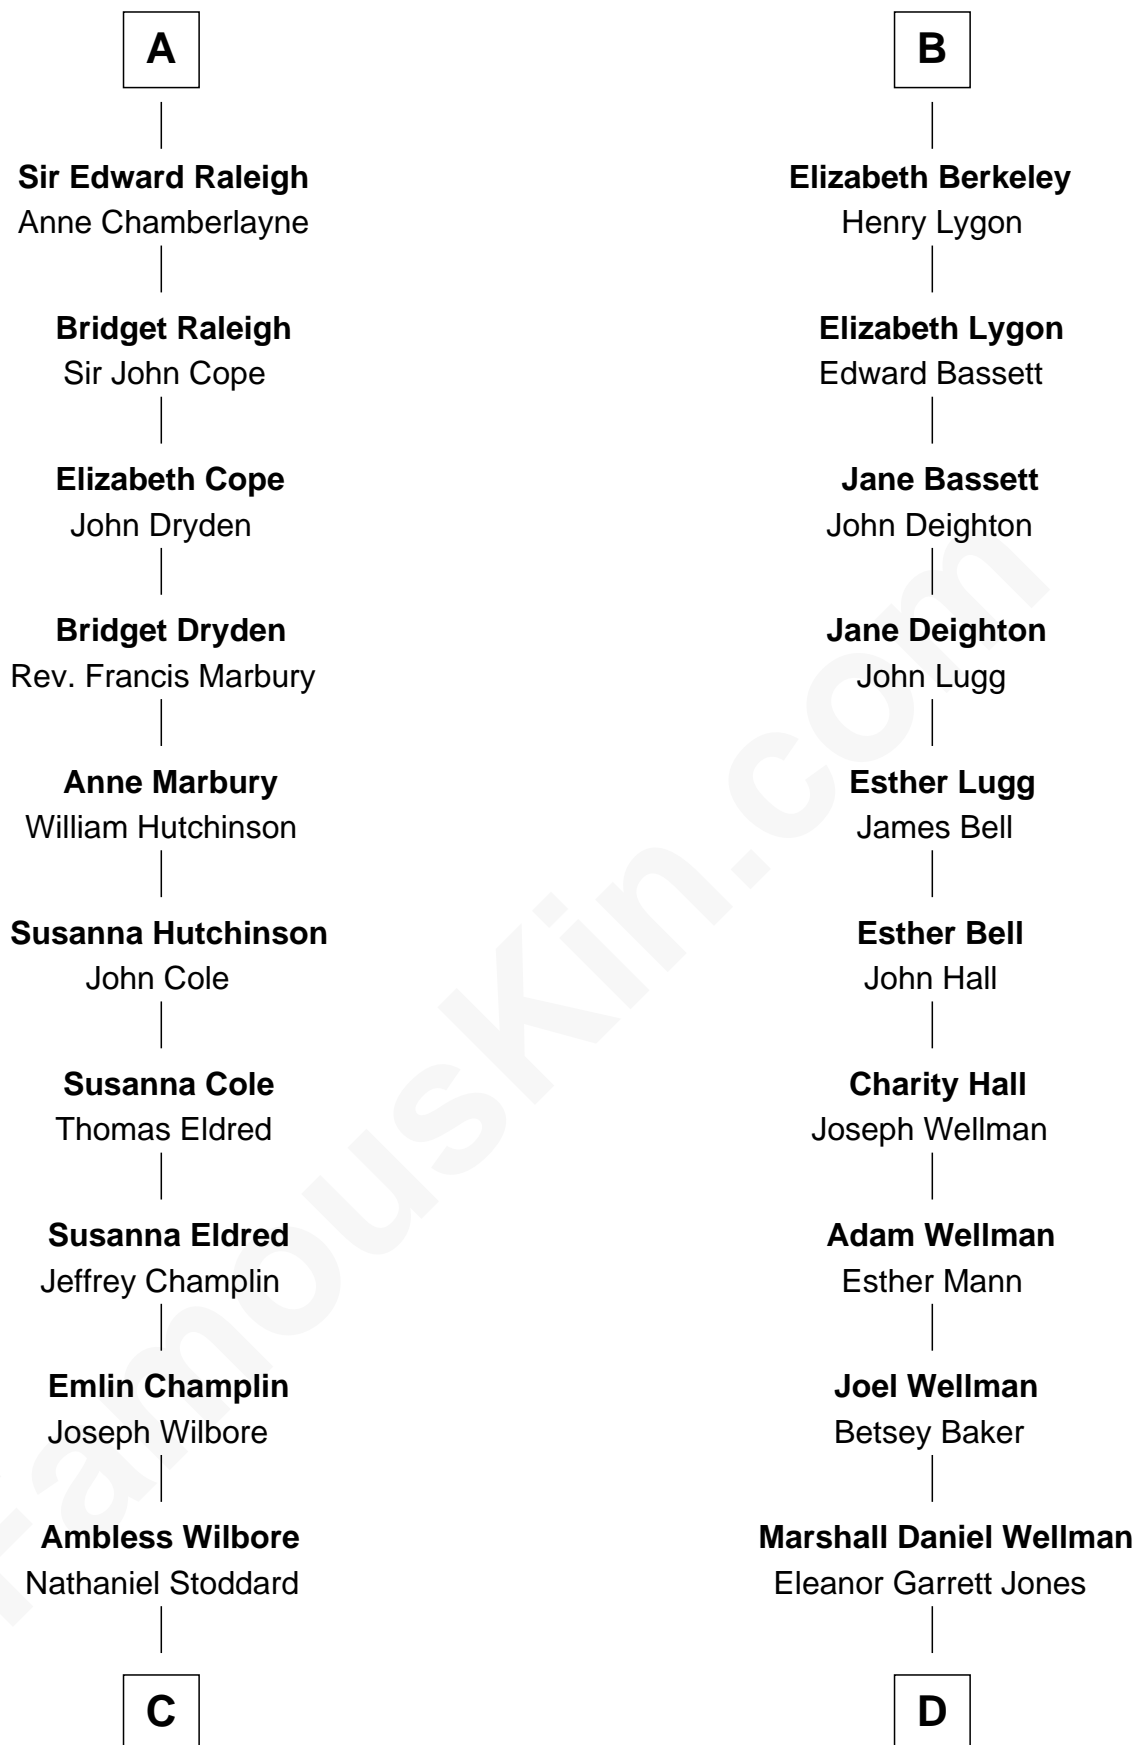 A
Sir Edward Raleigh
Anne Chamberlayne
Bridget Raleigh
Sir John Cope
Elizabeth Cope
John Dryden
Bridget Dryden
Rev. Francis Marbury
Anne Marbury
William Hutchinson
Susanna Hutchinson
John Cole
Susanna Cole
Thomas Eldred
Susanna Eldred
Jeffrey Champlin
Emlin Champlin
Joseph Wilbore
Ambless Wilbore
Nathaniel Stoddard
C
B
Elizabeth Berkeley
Henry Lygon
Elizabeth Lygon
Edward Bassett
Jane Bassett
John Deighton
Jane Deighton
John Lugg
Esther Lugg
James Bell
Esther Bell
John Hall
Charity Hall
Joseph Wellman
Adam Wellman
Esther Mann
Joel Wellman
Betsey Baker
Marshall Daniel Wellman
Eleanor Garrett Jones
D
FamousKin.com